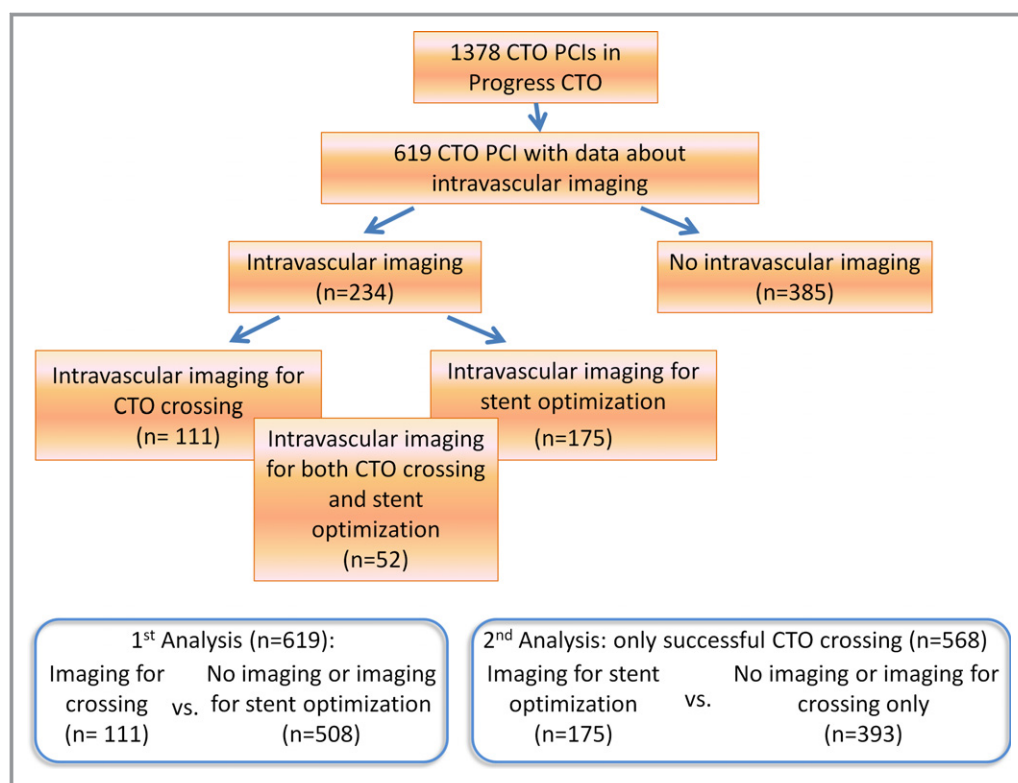 1378 CTO PCIs in
Progress CTO
619 CTO PCI with data about
intravascular imaging
Intravascular imaging
(n=234)
No intravascular imaging
(n=385)
Intravascular imaging for
CTO crossing
(n= 111)
Intravascular imaging for
stent optimization
(n=175)
Intravascular imaging
for both CTO crossing
and stent
optimization
(n=52)
1st Analysis (n=619):
Imaging for
crossing
(n= 111)
vs.
No imaging or imaging
for stent optimization
(n=508)
2nd Analysis: only successful CTO crossing (n=568)
Imaging for stent
optimization
(n=175)
vs.
No imaging or imaging for
crossing only
(n=393)